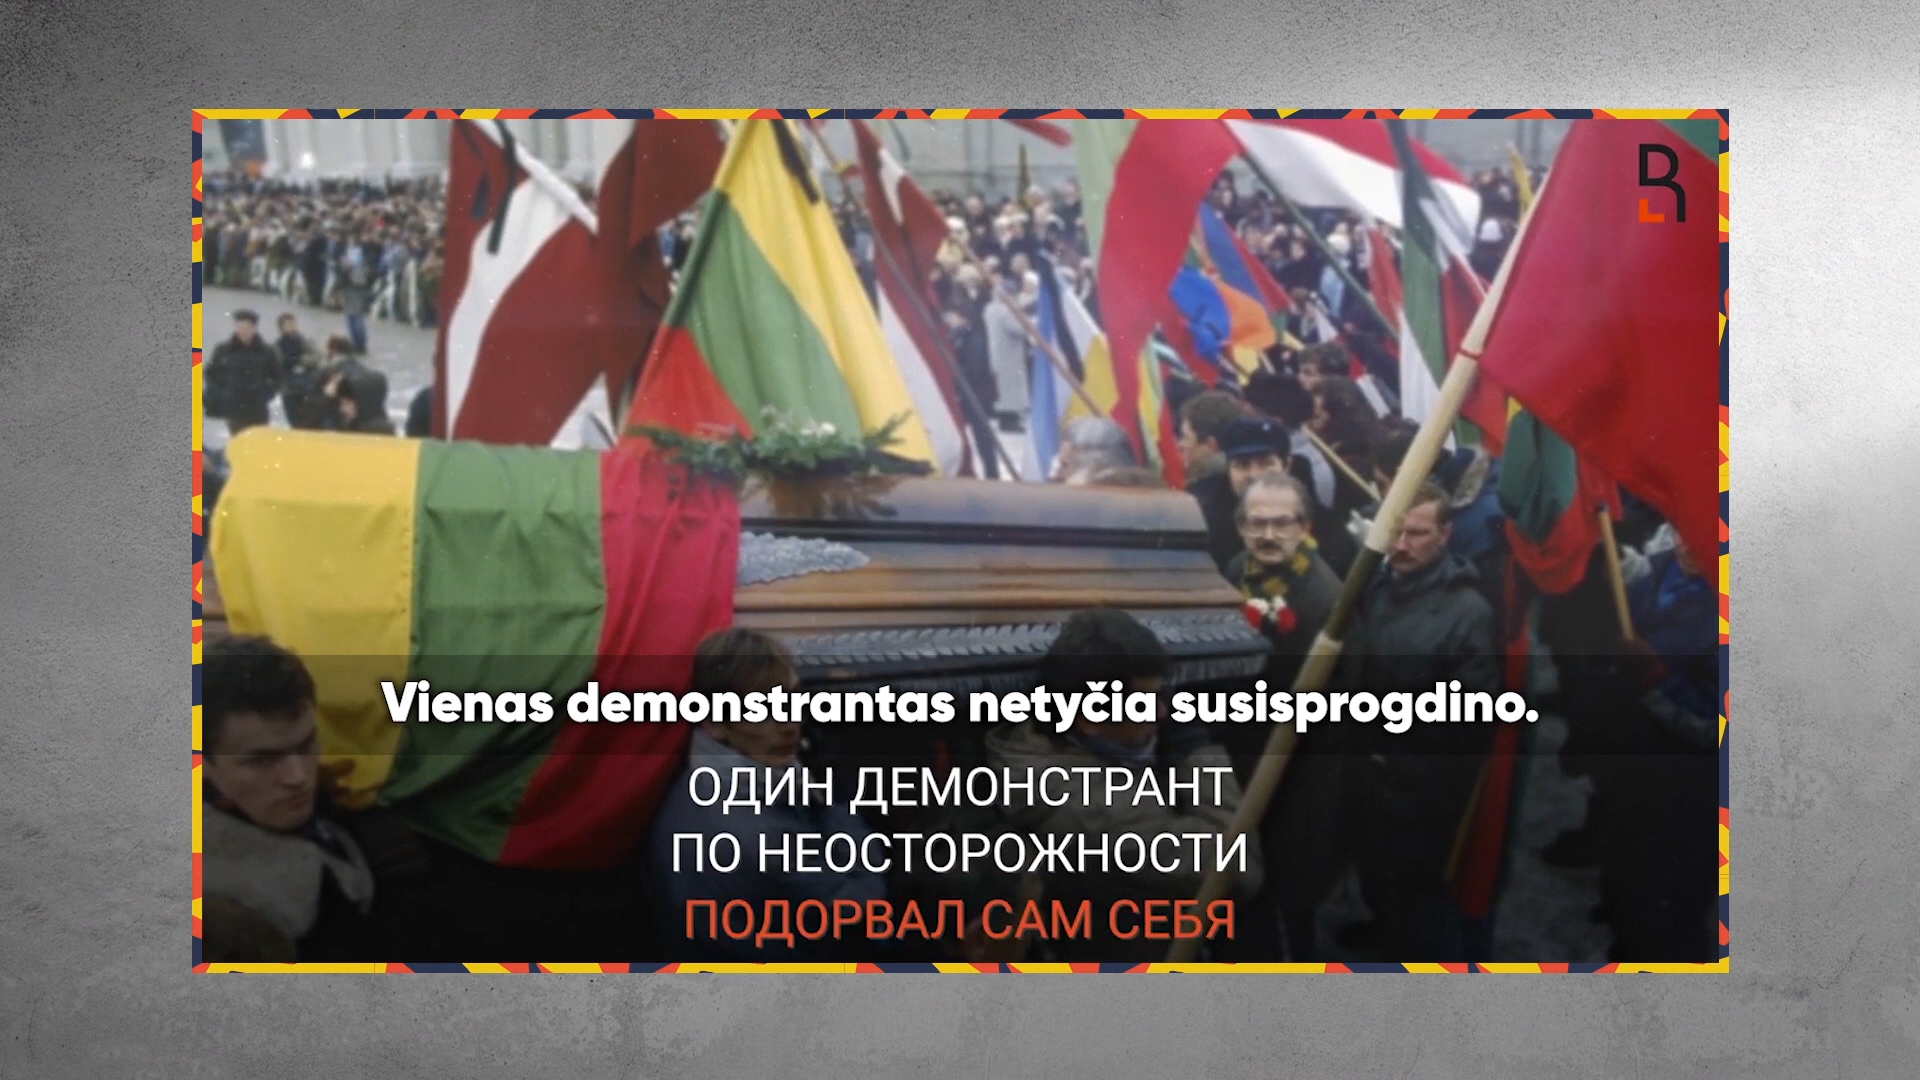 Vienas demonstrantas netyčia susisprogdino.
ОДИН ДЕМОНСТРАНТ
ПО НЕОСТОРОЖНОСТИ
ПОДОРВАЛ САМ СЕБЯ